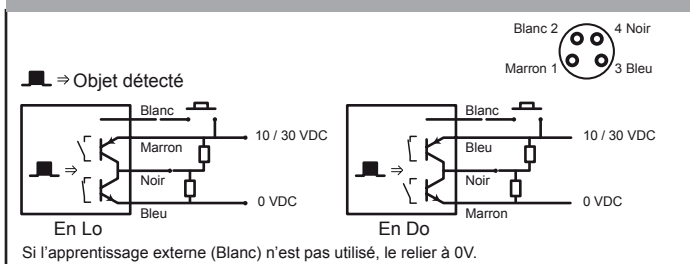 Blanc 2 4 Noir
Marron 1 3 Bleu
⇒ Objet détecté
Blanc
10 / 30 VDC
Marron
⇒
Noir
0 VDC
Bleu
En Lo
Blanc
10 / 30 VDC
Bleu
⇒
Noir
0 VDC
Marron
En Do
Si l'apprentissage externe (Blanc) n'est pas utilisé, le relier à 0V.